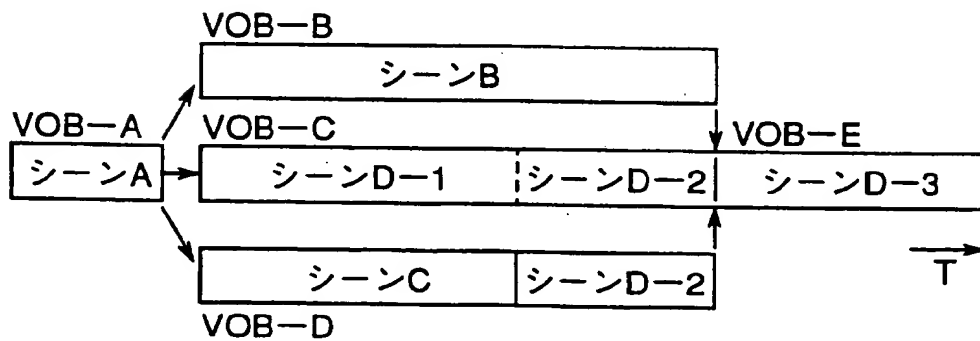 VOB—B
シーンB
VOB—A
VOB—C
VOB—E
シーンA
シーンD—1
シーンD—2
シーンD—3
シーンC
シーンD—2
T
VOB—D